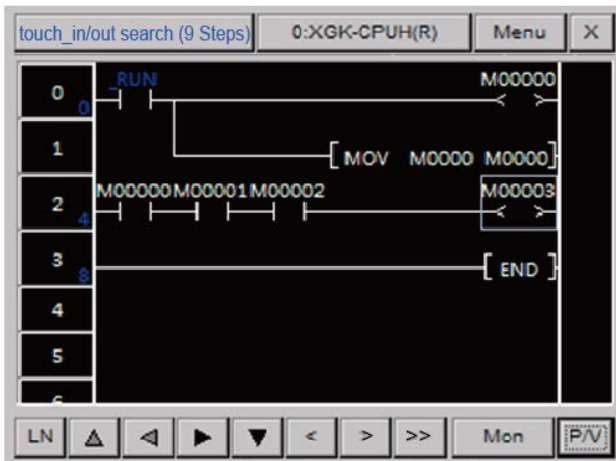 touch_in/out search (9 Steps) 0:XGK-CPUH(R) Menu X
_RUN M00000
0 0
1 MOV M0000 M0000
M00000 M00001 M00002 M00003
2 4
3 8 END
4
5
LN < > >> Mon P/V